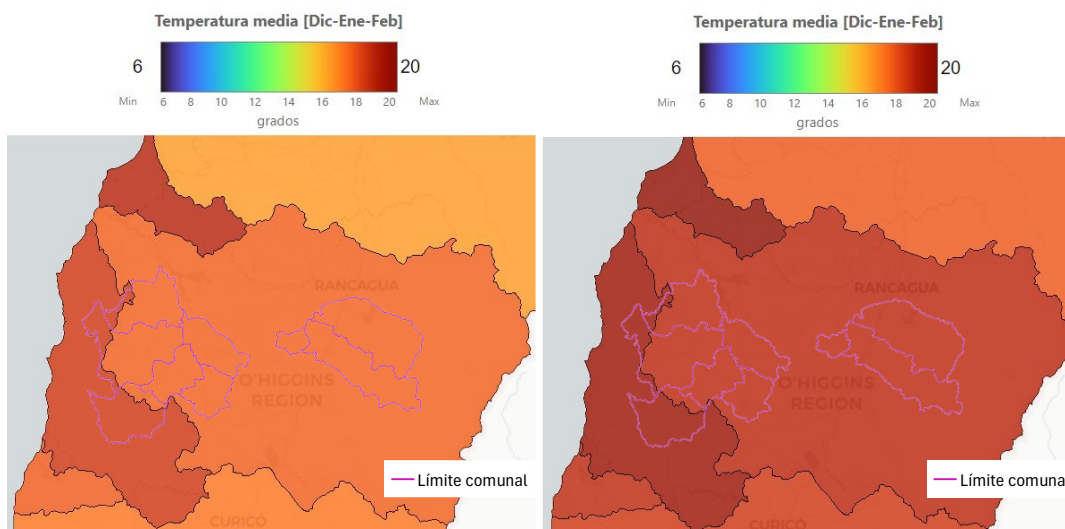 Temperatura media [Dic-Ene-Feb]
6 20
Min 6 8 10 12 14 16 18 20 Max
grados
RANCAGUA
O'HIGGINS
REGION
CURICÓ
Límite comunal
Temperatura media [Dic-Ene-Feb]
6 20
Min 6 8 10 12 14 16 18 20 Max
grados
RANCAGUA
O'HIGGINS
REGION
CURICÓ
Límite comuna